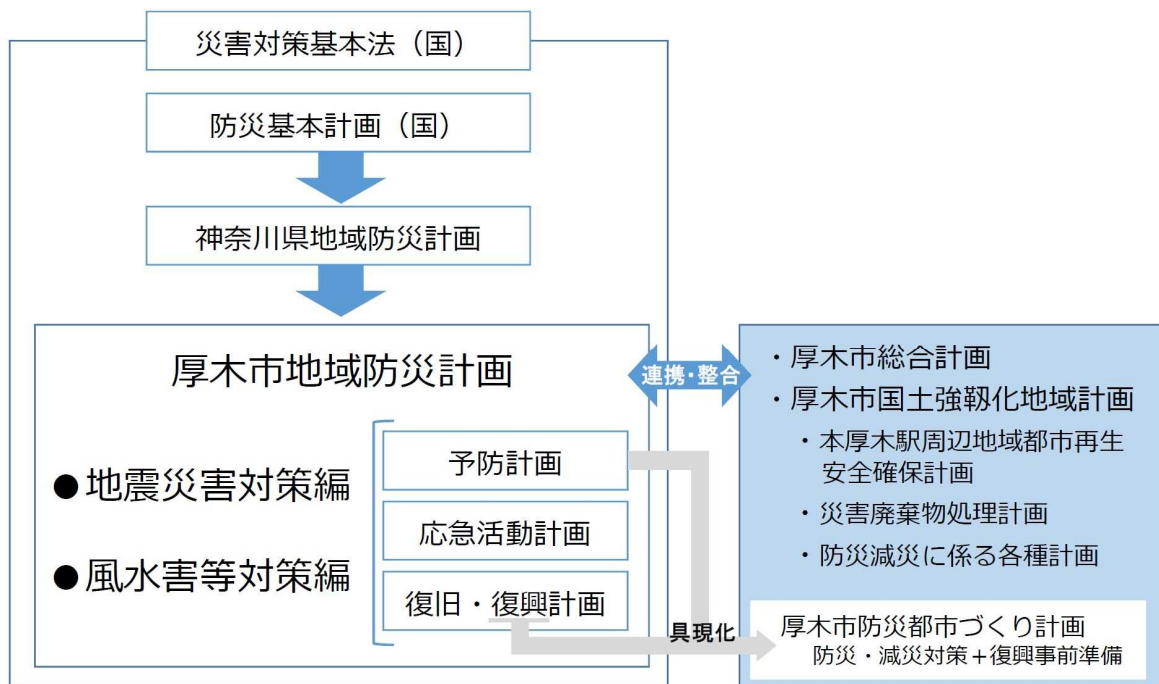 災害対策基本法（国）
防災基本計画（国）
神奈川県地域防災計画
厚木市地域防災計画
●地震災害対策編
●風水害等対策編
予防計画
応急活動計画
復旧・復興計画
連携・整合
具現化
・厚木市総合計画
・厚木市国土強靱化地域計画
・本厚木駅周辺地域都市再生
安全確保計画
・災害廃棄物処理計画
・防災減災に係る各種計画
厚木市防災都市づくり計画
防災・減災対策＋復興事前準備